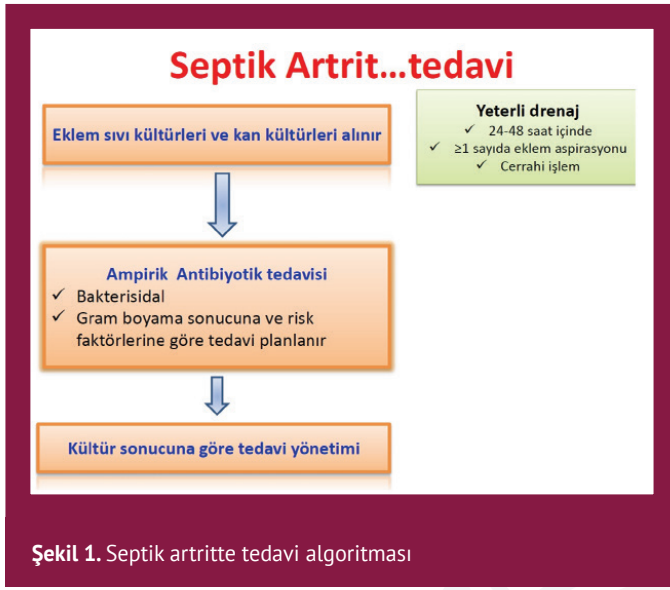 Septik Artrit...tedavi
Eklem sıvı kültürleri ve kan kültürleri alınır
Yeterli drenaj
✓ 24-48 saat içinde
✓ ≥1 sayıda eklem aspirasyonu
✓ Cerrahi işlem
Ampirik Antibiyotik tedavisi
✓ Bakterisidal
✓ Gram boyama sonucuna ve risk
faktörlerine göre tedavi planlanır
Kültür sonucuna göre tedavi yönetimi
Şekil 1. Septik artritte tedavi algoritması